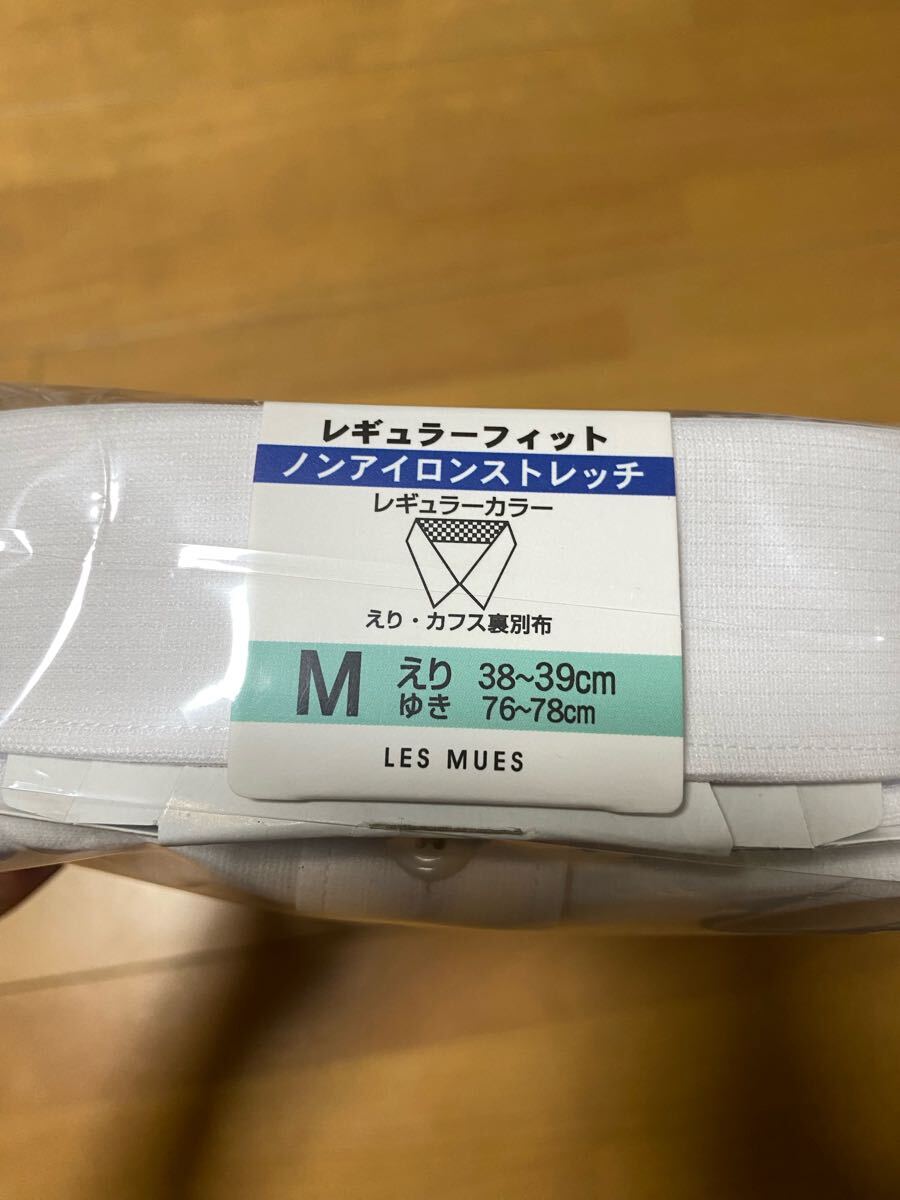 レギュラーフィット
ノンアイロンストレッチ
レギュラーカラー
えり・カフス裏別布
M えり 38~39cm
ゆき 76~78cm
LES MUES